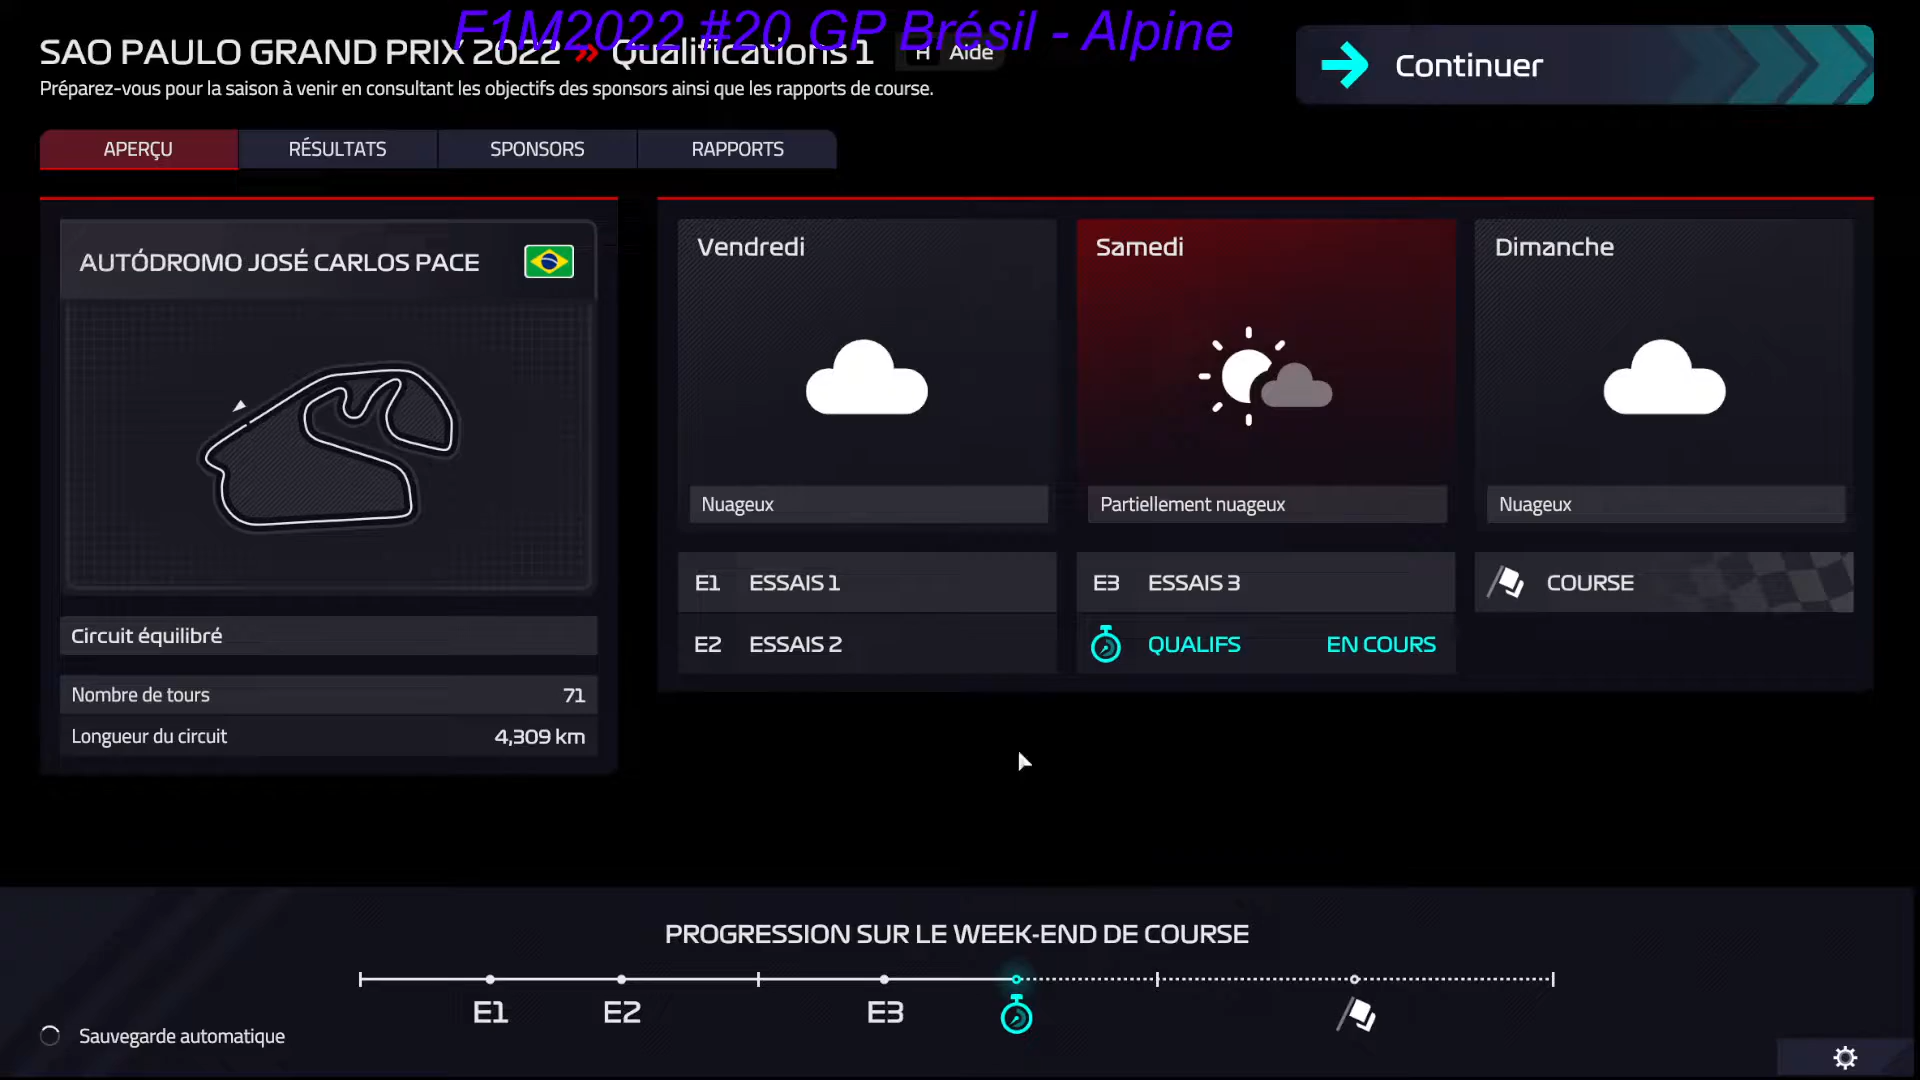 F1M2022 #20 GP Brésil - Alpine
SAO PAULO GRAND PRIX 2022 » Qualifications 1
H Aide
Continuer
Préparez-vous pour la saison à venir en consultant les objectifs des sponsors ainsi que les rapports de course.
APERÇU RÉSULTATS SPONSORS RAPPORTS
AUTÓDROMO JOSÉ CARLOS PACE
Circuit équilibré
Nombre de tours 71
Longueur du circuit 4,309 km
Vendredi
Nuageux
E1 ESSAIS 1
E2 ESSAIS 2
Samedi
Partiellement nuageux
E3 ESSAIS 3
QUALIFS EN COURS
Dimanche
Nuageux
COURSE
PROGRESSION SUR LE WEEK-END DE COURSE
E1 E2 E3
Sauvegarde automatique